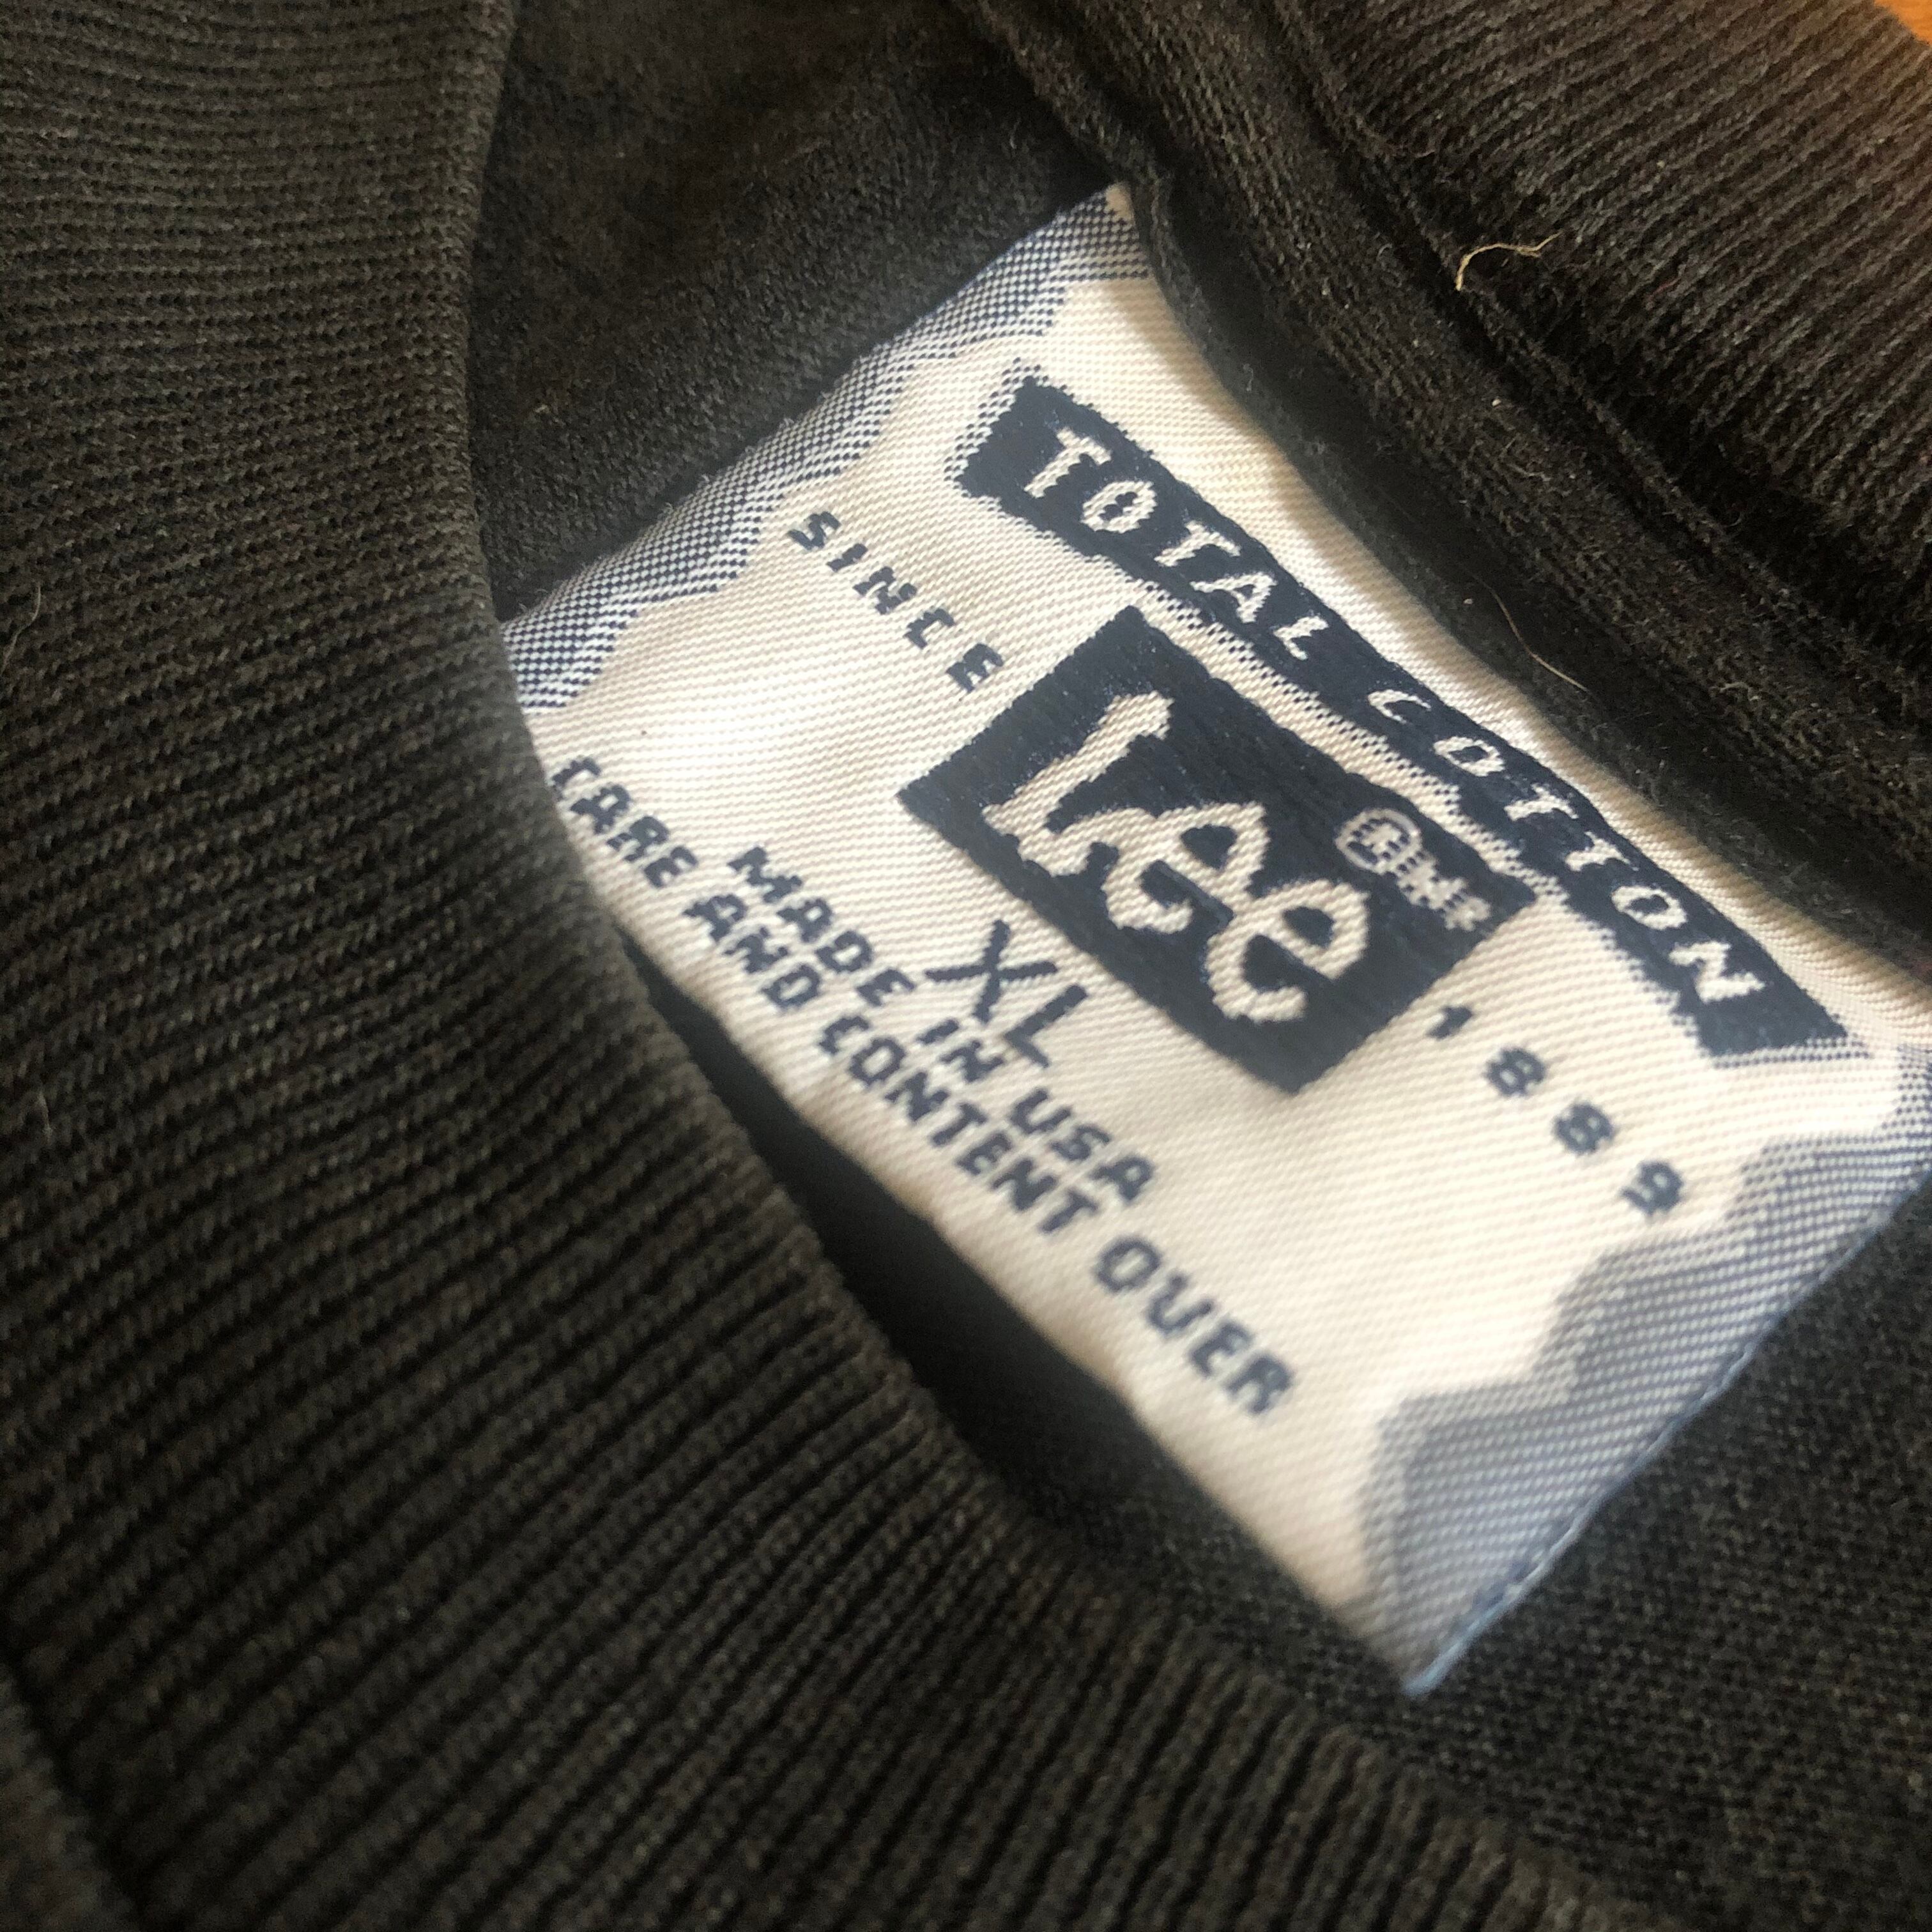 TOTAL COTTON
SINCE
Lee
1889
XL
MADE IN USA
CARE AND CONTENT OVER